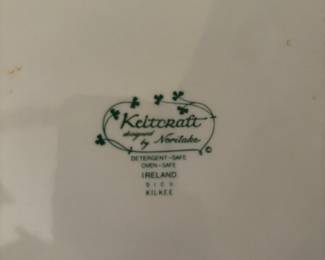 Keltcraft
designed
by Noritake
©
DETERGENT-SAFE
OVEN-SAFE
IRELAND
KILKEE